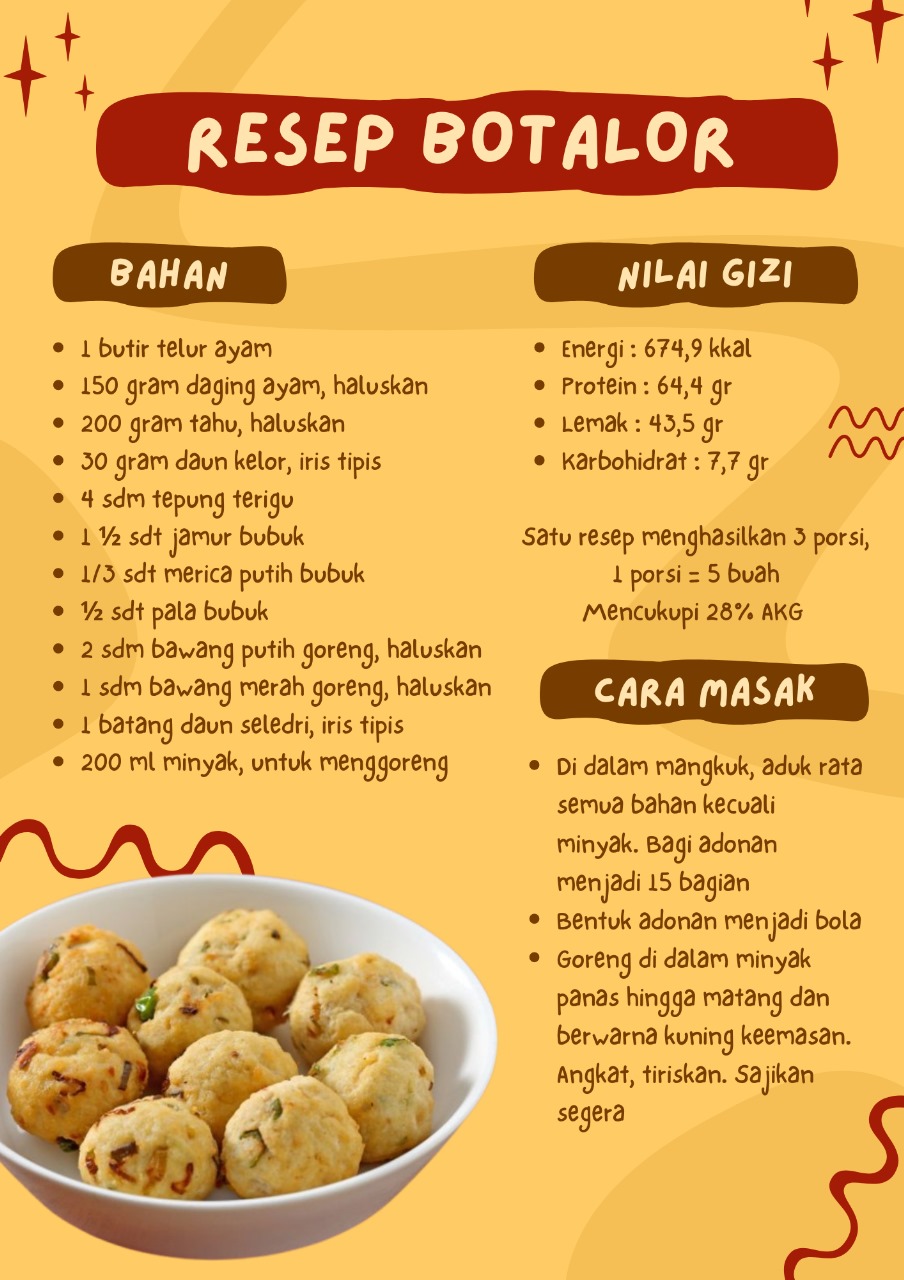 RESEP BOTALOR
BAHAN
• 1 butir telur ayam
• 150 gram daging ayam, haluskan
• 200 gram tahu, haluskan
• 30 gram daun kelor, iris tipis
• 4 sdm tepung terigu
• 1 ½ sdt jamur bubuk
• 1/3 sdt merica putih bubuk
• ½ sdt pala bubuk
• 2 sdm bawang putih goreng, haluskan
• 1 sdm bawang merah goreng, haluskan
• 1 batang daun seledri, iris tipis
• 200 ml minyak, untuk menggoreng
NILAI GIZI
• Energi : 674,9 kkal
• Protein : 64,4 gr
• Lemak : 43,5 gr
• Karbohidrat : 7,7 gr
Satu resep menghasilkan 3 porsi,
1 porsi = 5 buah
Mencukupi 28% AKG
CARA MASAK
• Di dalam mangkuk, aduk rata
semua bahan kecuali
minyak. Bagi adonan
menjadi 15 bagian
• Bentuk adonan menjadi bola
• Goreng di dalam minyak
panas hingga matang dan
berwarna kuning keemasan.
Angkat, tiriskan. Sajikan
segera